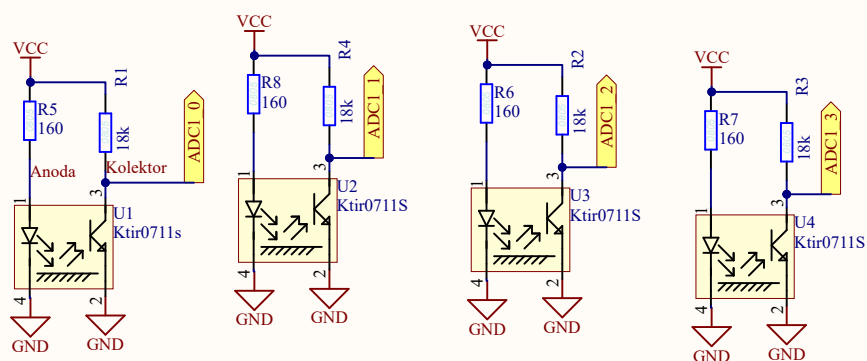 VCC
R1
R5
160
18k
ADC1_0
Anoda
Kolektor
1
3
U1
Ktir0711s
4
2
GND
GND
VCC
R4
R8
160
18k
ADC1_1
1
3
U2
Ktir0711S
4
2
GND
GND
VCC
R2
R6
160
18k
ADC1_2
1
3
U3
Ktir0711S
4
2
GND
GND
VCC
R3
R7
160
18k
ADC1_3
1
3
U4
Ktir0711S
4
2
GND
GND